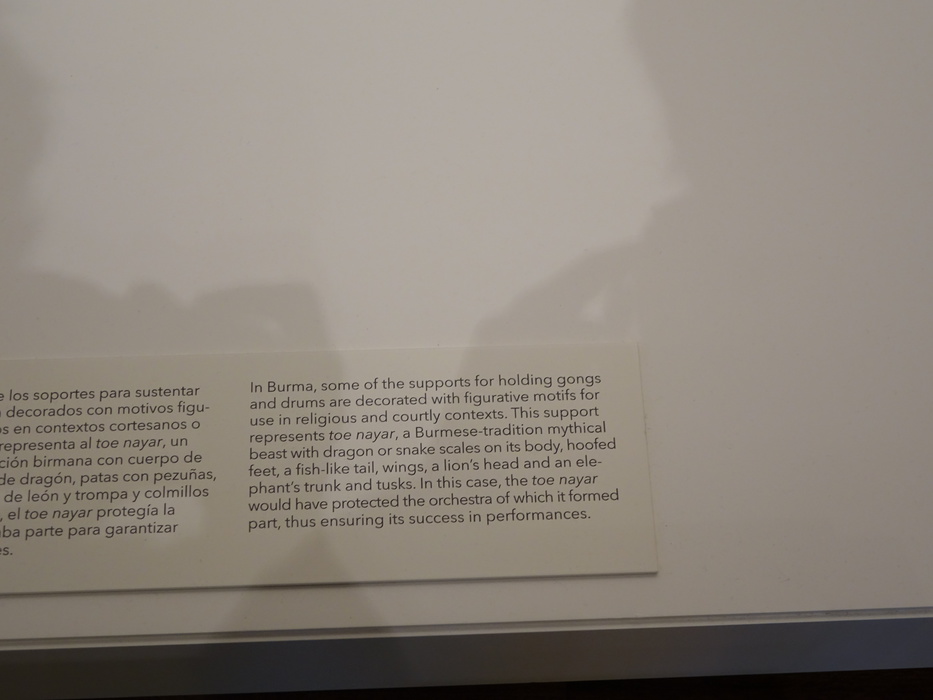 e los soportes para sustentar
decorados con motivos figu-
os en contextos cortesanos o
representa al toe nayar, un
ción birmana con cuerpo de
de dragón, patas con pezuñas,
de león y trompa y colmillos
, el toe nayar protegía la
ba parte para garantizar
es.
In Burma, some of the supports for holding gongs
and drums are decorated with figurative motifs for
use in religious and courtly contexts. This support
represents toe nayar, a Burmese-tradition mythical
beast with dragon or snake scales on its body, hoofed
feet, a fish-like tail, wings, a lion's head and an ele-
phant's trunk and tusks. In this case, the toe nayar
would have protected the orchestra of which it formed
part, thus ensuring its success in performances.